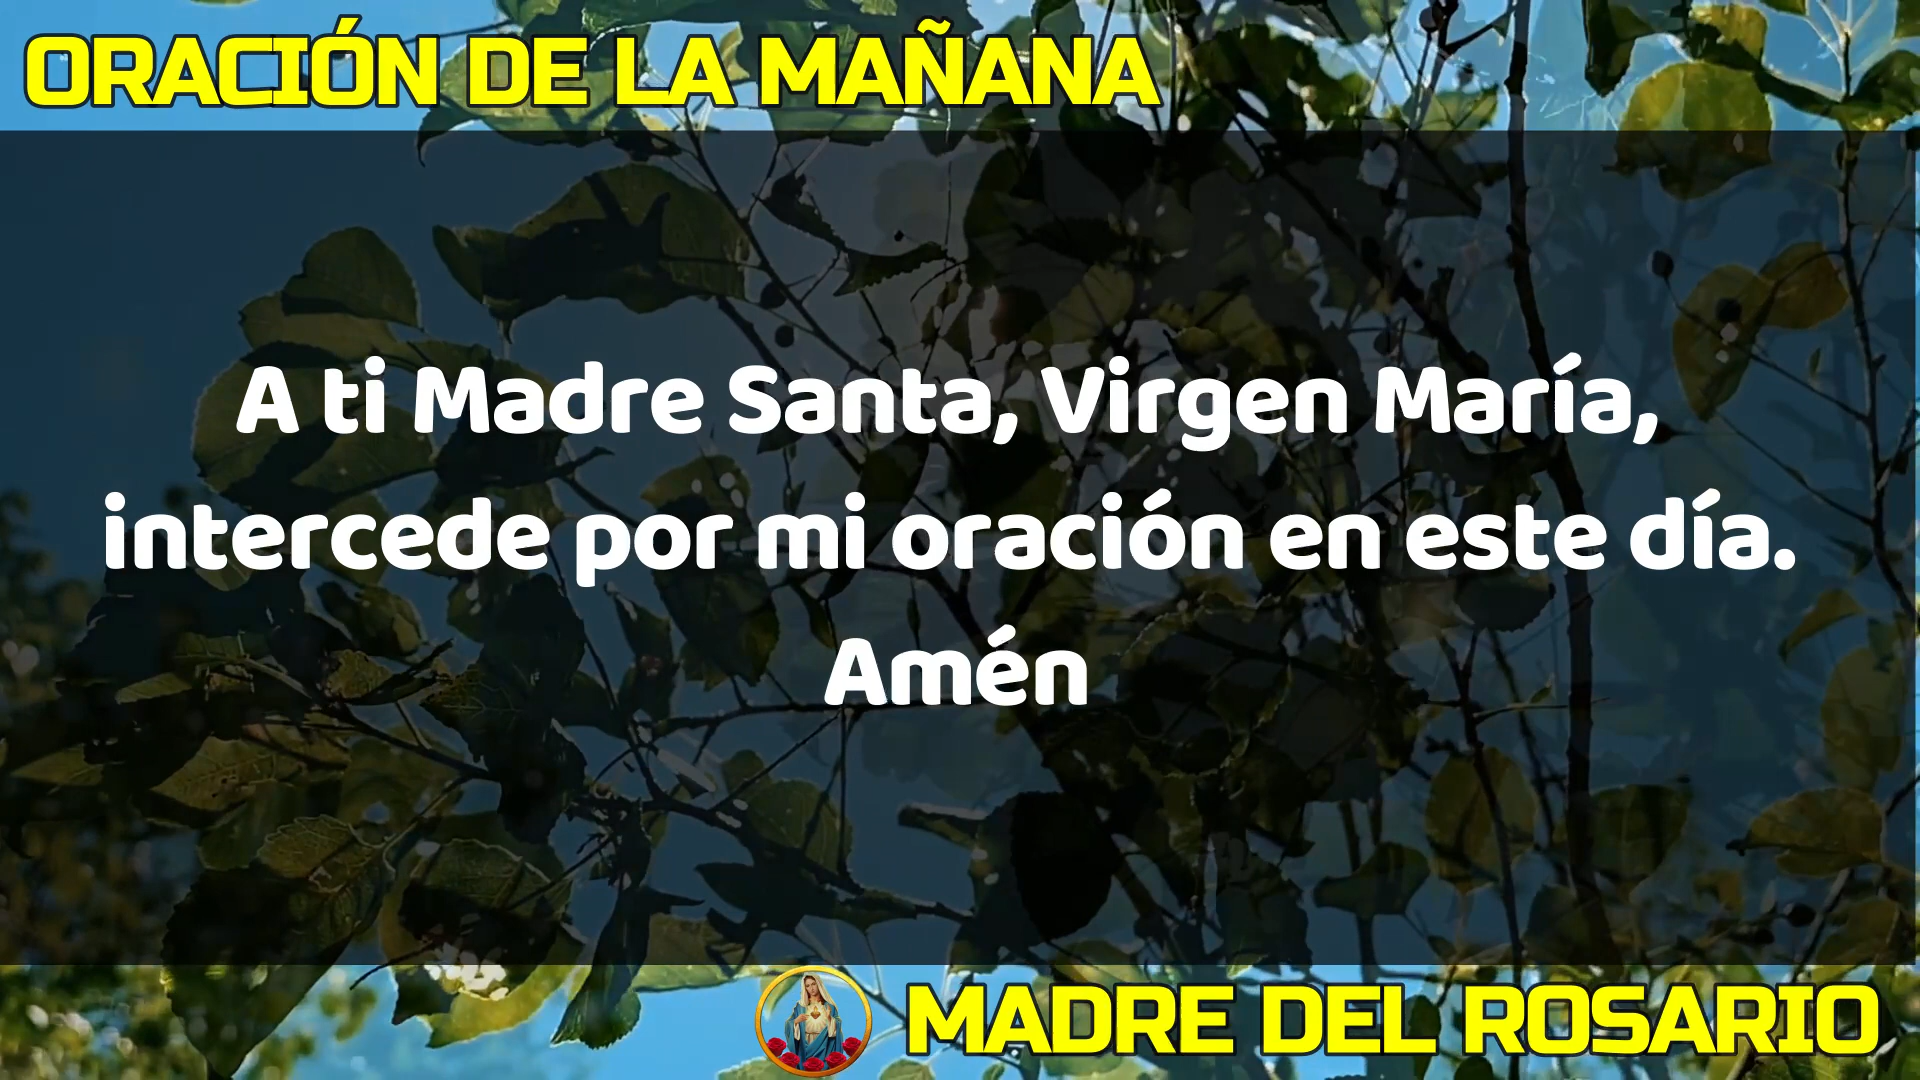 ORACIÓN DE LA MAÑANA
A ti Madre Santa, Virgen María,
intercede por mi oración en este día.
Amén
MADRE DEL ROSARIO